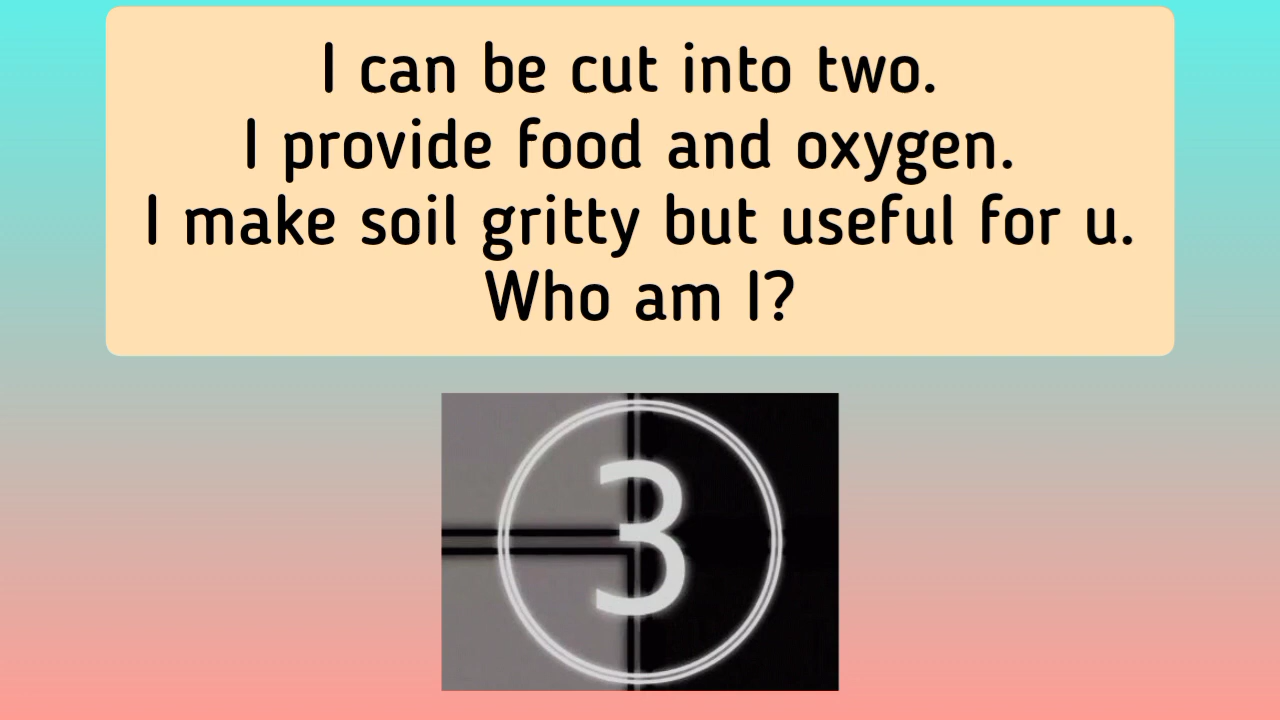 I can be cut into two.
I provide food and oxygen.
I make soil gritty but useful for u.
Who am I?
3